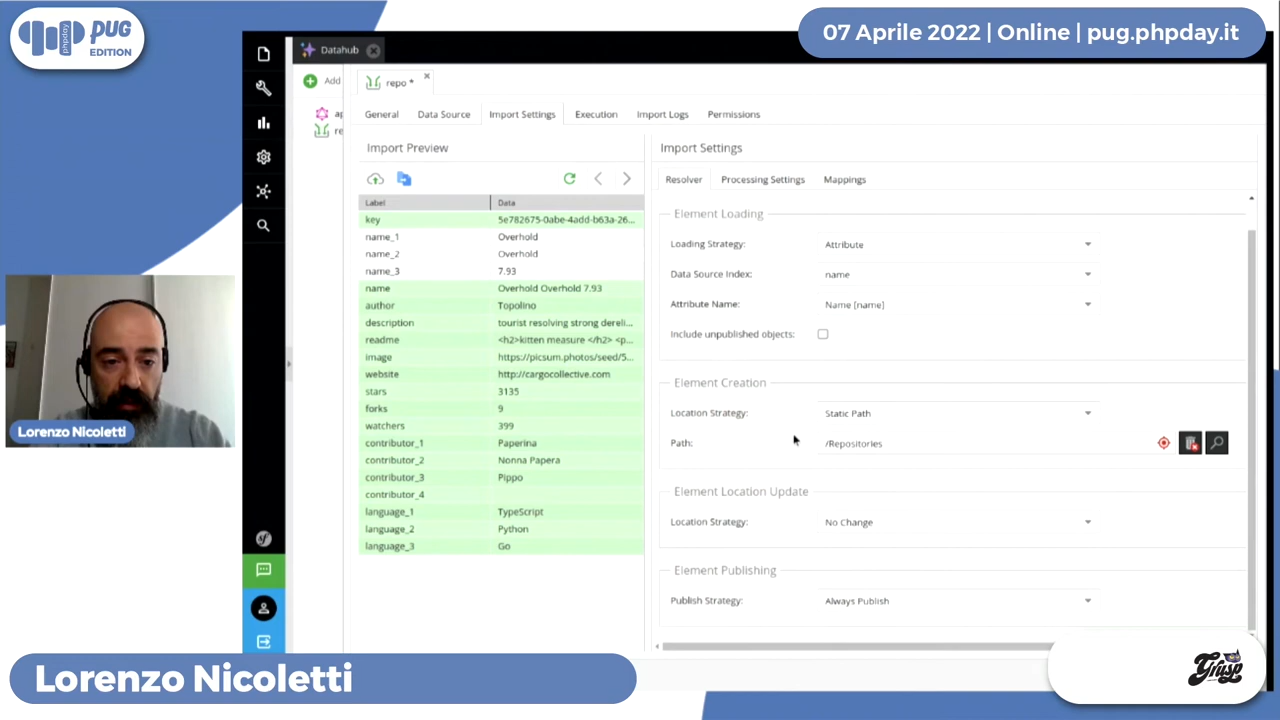 phpday
PUG
EDITION
07 Aprile 2022 | Online | pug.phpday.it
Datahub
Add
repo *
ap
re
General
Data Source
Import Settings
Execution
Import Logs
Permissions
Import Preview
Label Data
key 5e782675-0abe-4add-b63a-26...
name_1 Overhold
name_2 Overhold
name_3 7.93
name Overhold Overhold 7.93
author Topolino
description tourist resolving strong dereli...
readme <h2>kitten measure </h2> <p...
image https://picsum.photos/seed/5...
website http://cargocollective.com
stars 3135
forks 9
watchers 399
contributor_1 Paperina
contributor_2 Nonna Papera
contributor_3 Pippo
contributor_4
language_1 TypeScript
language_2 Python
language_3 Go
Import Settings
Resolver
Processing Settings
Mappings
Element Loading
Loading Strategy: Attribute
Data Source Index: name
Attribute Name: Name [name]
Include unpublished objects:
Element Creation
Location Strategy: Static Path
Path: /Repositories
Element Location Update
Location Strategy: No Change
Element Publishing
Publish Strategy: Always Publish
Lorenzo Nicoletti
Lorenzo Nicoletti
Grusp